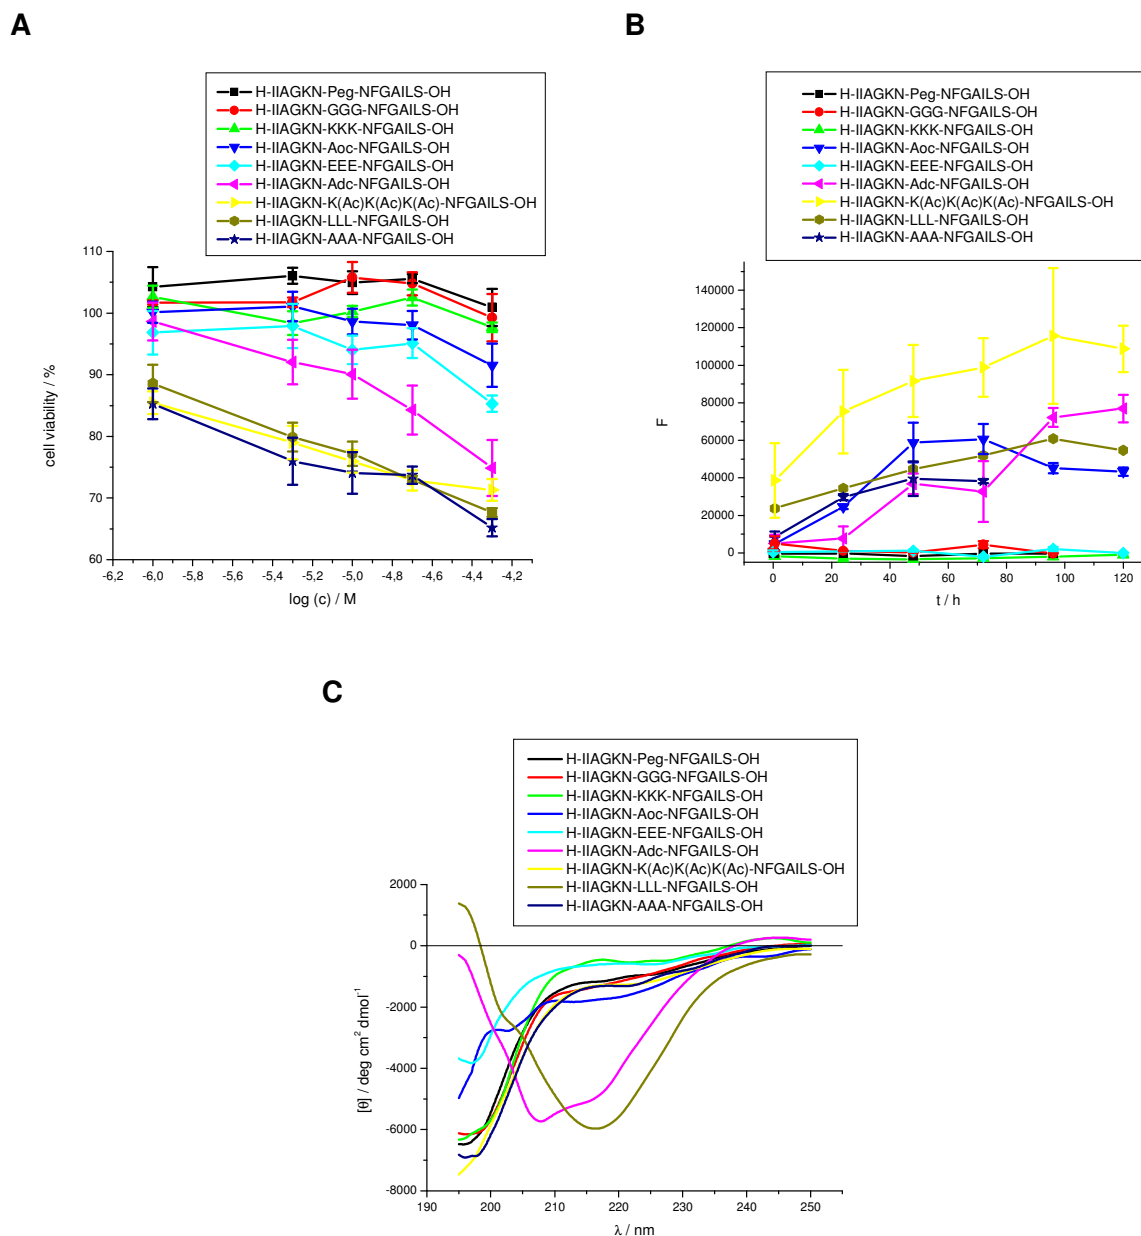 A
B
H-IIAGKN-Peg-NFGAILS-OH
H-IIAGKN-GGG-NFGAILS-OH
H-IIAGKN-KKK-NFGAILS-OH
H-IIAGKN-Aoc-NFGAILS-OH
H-IIAGKN-EEE-NFGAILS-OH
H-IIAGKN-Adc-NFGAILS-OH
H-IIAGKN-K(Ac)K(Ac)K(Ac)-NFGAILS-OH
H-IIAGKN-LLL-NFGAILS-OH
H-IIAGKN-AAA-NFGAILS-OH
110
100
90
80
70
60
cell viability / %
-6,2 -6,0 -5,8 -5,6 -5,4 -5,2 -5,0 -4,8 -4,6 -4,4 -4,2
log (c) / M
H-IIAGKN-Peg-NFGAILS-OH
H-IIAGKN-GGG-NFGAILS-OH
H-IIAGKN-KKK-NFGAILS-OH
H-IIAGKN-Aoc-NFGAILS-OH
H-IIAGKN-EEE-NFGAILS-OH
H-IIAGKN-Adc-NFGAILS-OH
H-IIAGKN-K(Ac)K(Ac)K(Ac)-NFGAILS-OH
H-IIAGKN-LLL-NFGAILS-OH
H-IIAGKN-AAA-NFGAILS-OH
140000
120000
100000
80000
60000
40000
20000
0
F
0 20 40 60 80 100 120
t / h
C
H-IIAGKN-Peg-NFGAILS-OH
H-IIAGKN-GGG-NFGAILS-OH
H-IIAGKN-KKK-NFGAILS-OH
H-IIAGKN-Aoc-NFGAILS-OH
H-IIAGKN-EEE-NFGAILS-OH
H-IIAGKN-Adc-NFGAILS-OH
H-IIAGKN-K(Ac)K(Ac)K(Ac)-NFGAILS-OH
H-IIAGKN-LLL-NFGAILS-OH
H-IIAGKN-AAA-NFGAILS-OH
2000
0
-2000
-4000
-6000
-8000
[θ] / deg cm² dmol⁻¹
190 200 210 220 230 240 250
λ / nm